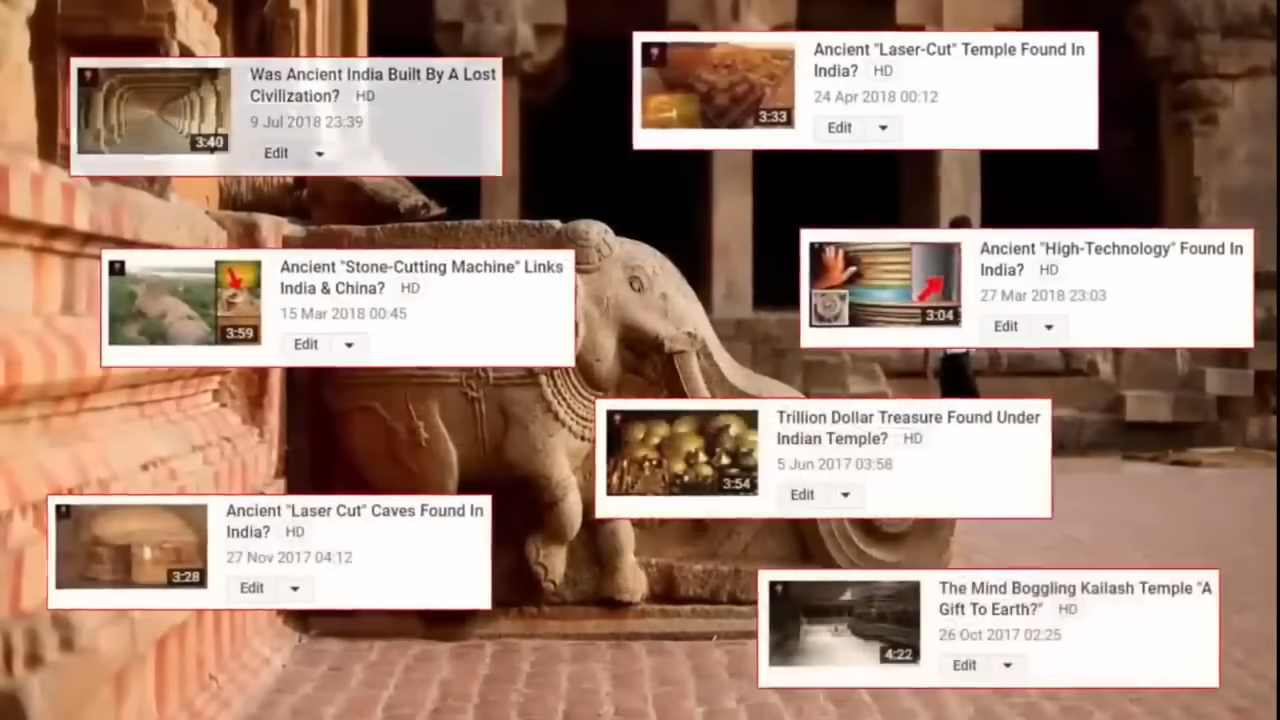 Was Ancient India Built By A Lost
Civilization? HD
9 Jul 2018 23:39
Edit
3:40
Ancient "Laser-Cut" Temple Found In
India? HD
24 Apr 2018 00:12
Edit
3:33
Ancient "Stone-Cutting Machine" Links
India & China? HD
15 Mar 2018 00:45
Edit
3:59
Ancient "High-Technology" Found In
India? HD
27 Mar 2018 23:03
Edit
3:04
Trillion Dollar Treasure Found Under
Indian Temple? HD
5 Jun 2017 03:58
Edit
3:54
Ancient "Laser Cut" Caves Found In
India? HD
27 Nov 2017 04:12
Edit
3:28
The Mind Boggling Kailash Temple "A
Gift To Earth?" HD
26 Oct 2017 02:25
Edit
4:22